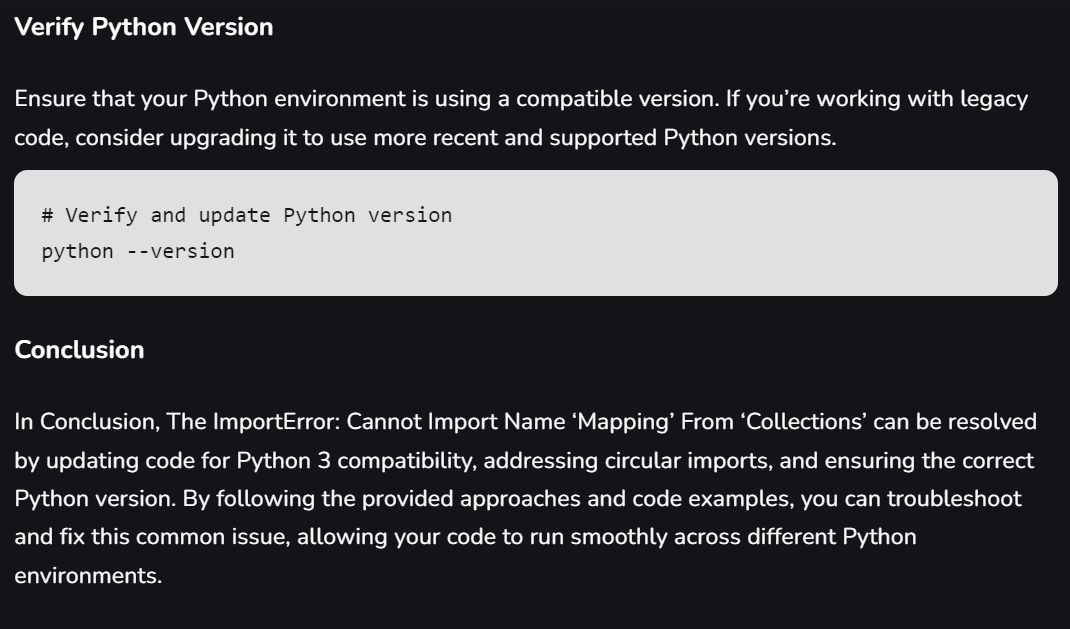 Verify Python Version
Ensure that your Python environment is using a compatible version. If you’re working with legacy
code, consider upgrading it to use more recent and supported Python versions.
# Verify and update Python version
python --version
Conclusion
In Conclusion, The ImportError: Cannot Import Name ‘Mapping’ From ‘Collections’ can be resolved
by updating code for Python 3 compatibility, addressing circular imports, and ensuring the correct
Python version. By following the provided approaches and code examples, you can troubleshoot
and fix this common issue, allowing your code to run smoothly across different Python
environments.